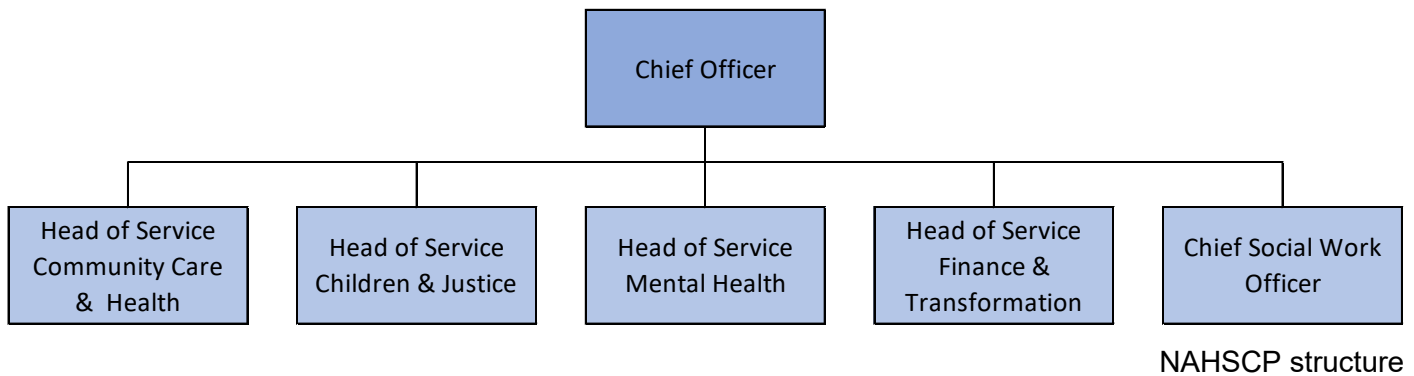 Chief Officer
Head of Service
Community Care
& Health
Head of Service
Children & Justice
Head of Service
Mental Health
Head of Service
Finance &
Transformation
Chief Social Work
Officer
NAHSCP structure